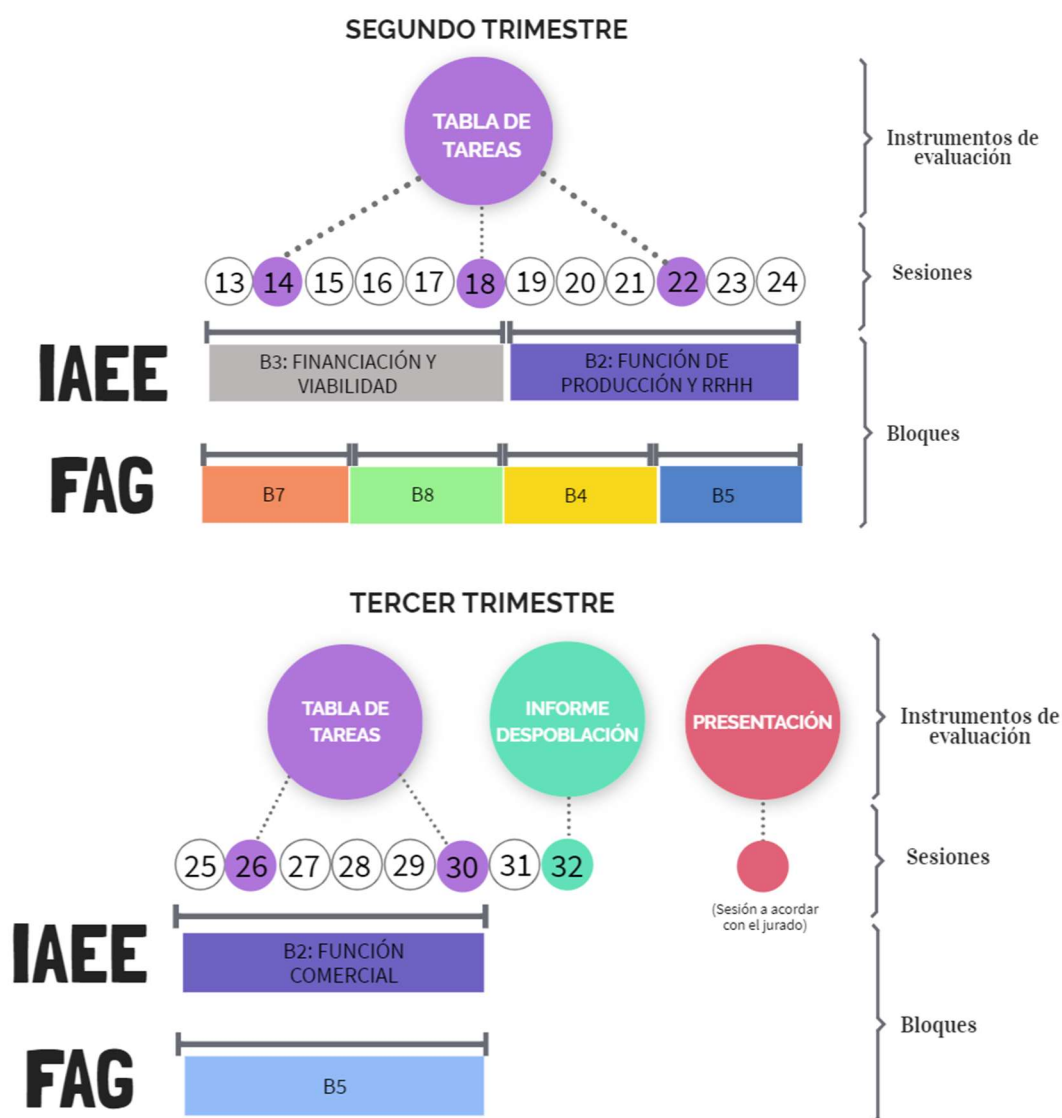 SEGUNDO TRIMESTRE
TABLA DE
TAREAS
Instrumentos de
evaluación
13 14 15 16 17 18 19 20 21 22 23 24
Sesiones
IAEE
B3: FINANCIACIÓN Y
VIABILIDAD
B2: FUNCIÓN DE
PRODUCCIÓN Y RRHH
Bloques
FAG
B7
B8
B4
B5
TERCER TRIMESTRE
TABLA DE
TAREAS
INFORME
DESPOBLACIÓN
PRESENTACIÓN
Instrumentos de
evaluación
25 26 27 28 29 30 31 32
Sesiones
(Sesión a acordar
con el jurado)
IAEE
B2: FUNCIÓN
COMERCIAL
Bloques
FAG
B5